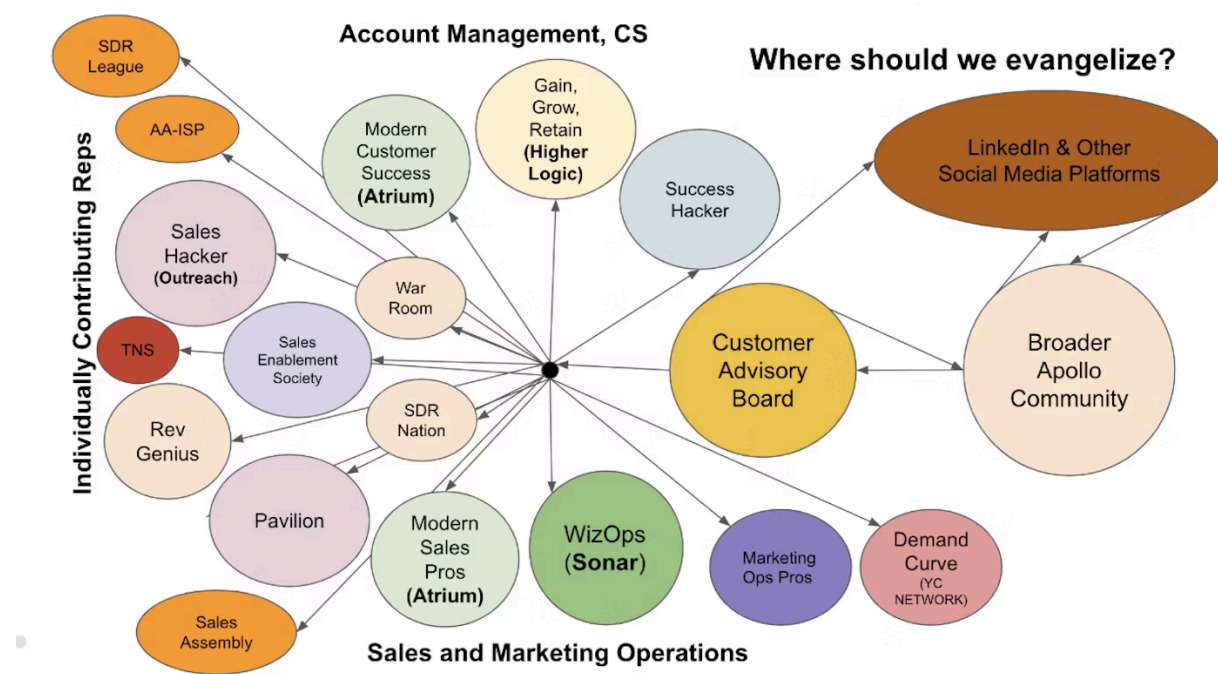 Account Management, CS
Where should we evangelize?
SDR
League
AA-ISP
Modern
Customer
Success
(Atrium)
Gain,
Grow,
Retain
(Higher
Logic)
Success
Hacker
LinkedIn & Other
Social Media Platforms
Individually Contributing Reps
Sales
Hacker
(Outreach)
War
Room
TNS
Sales
Enablement
Society
Customer
Advisory
Board
Broader
Apollo
Community
Rev
Genius
SDR
Nation
Pavilion
Modern
Sales
Pros
(Atrium)
WizOps
(Sonar)
Marketing
Ops Pros
Demand
Curve
(YC
NETWORK)
Sales
Assembly
Sales and Marketing Operations